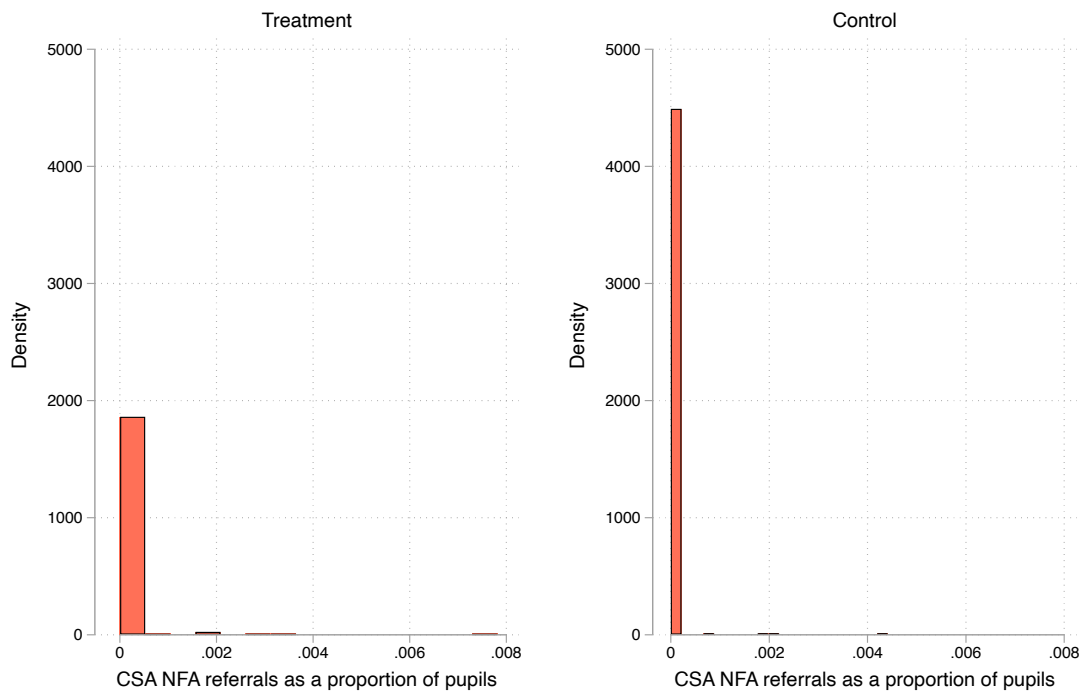 Treatment
Control
5000
4000
3000
2000
1000
0
Density
0 .002 .004 .006 .008
CSA NFA referrals as a proportion of pupils
5000
4000
3000
2000
1000
0
Density
0 .002 .004 .006 .008
CSA NFA referrals as a proportion of pupils